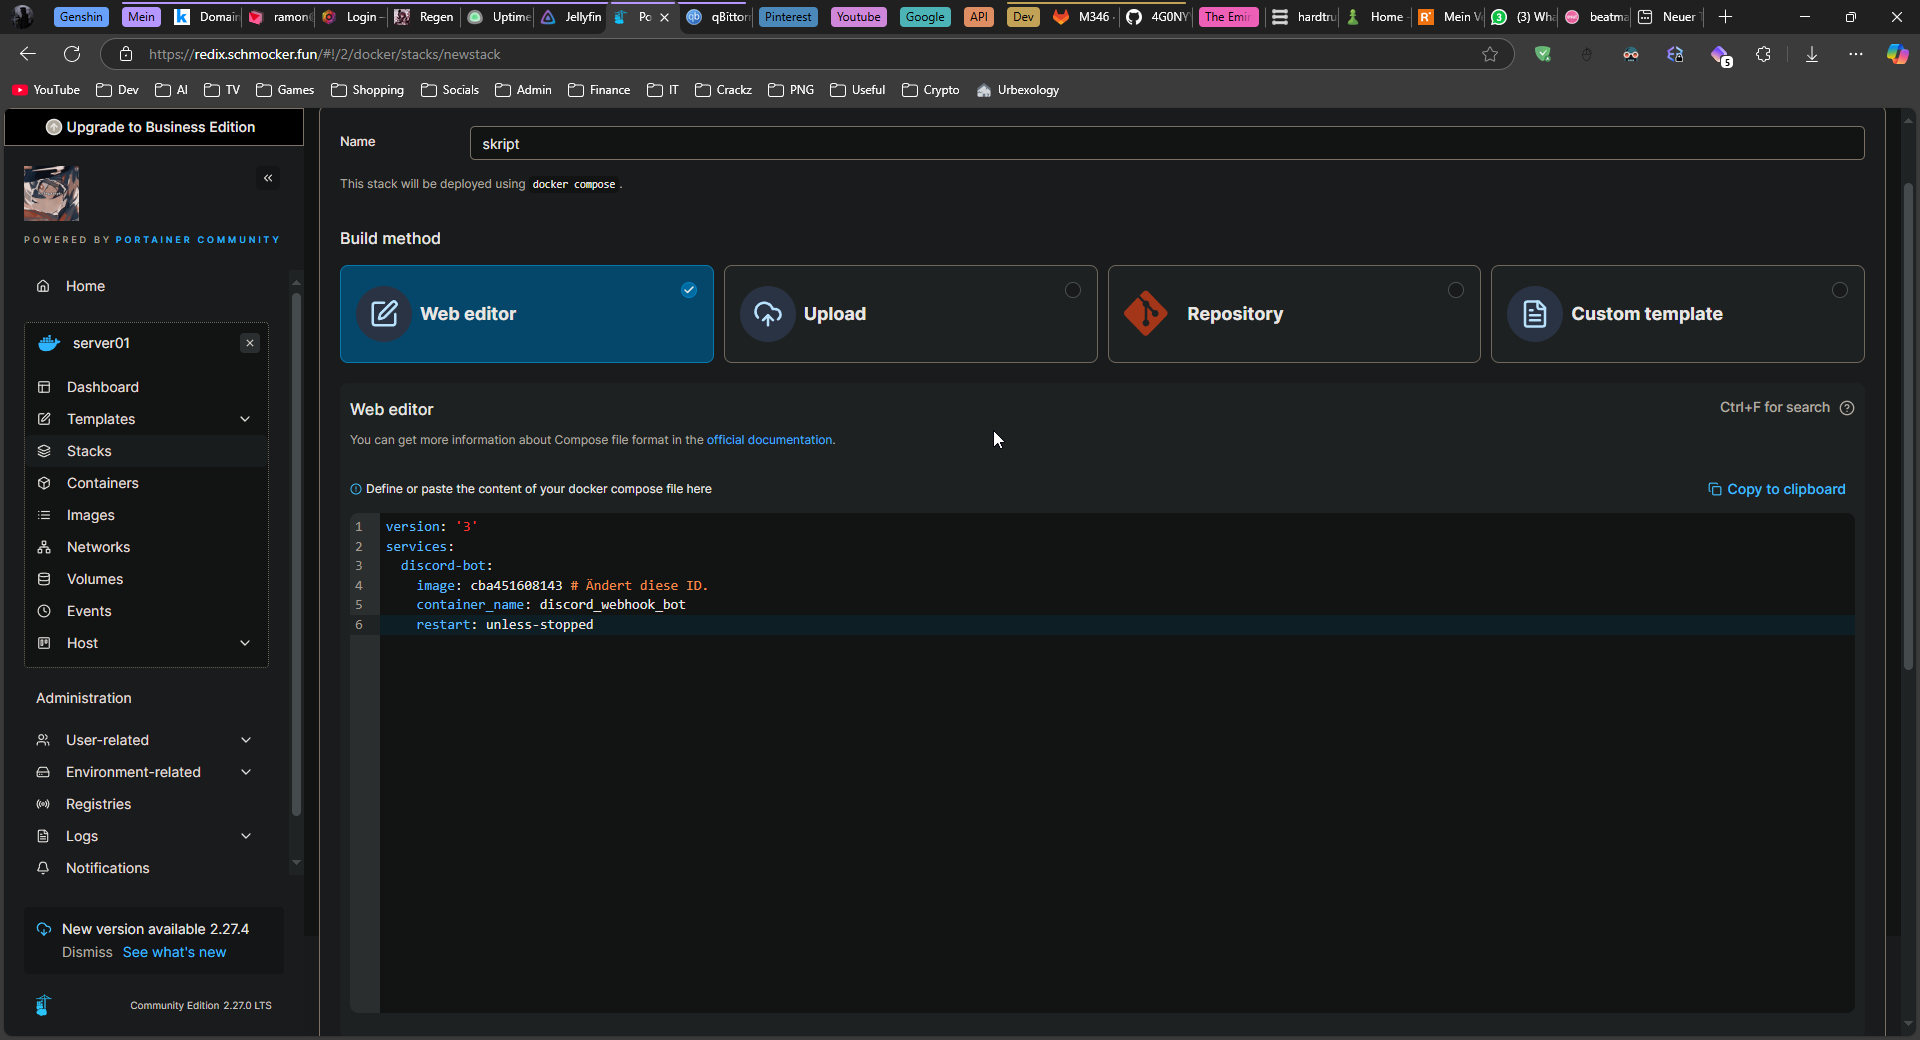 Genshin Mein Domain ramon Login Regen Uptime Jellyfin Po qBittor Pinterest Youtube Google API Dev M346 4G0NY The Emin hardtru Home Mein V (3) Wha beatma Neuer
https://redix.schmocker.fun/#!/2/docker/stacks/newstack
YouTube Dev AI TV Games Shopping Socials Admin Finance IT Crackz PNG Useful Crypto Urbexology
Upgrade to Business Edition
POWERED BY PORTAINER COMMUNITY
Home
server01
Dashboard
Templates
Stacks
Containers
Images
Networks
Volumes
Events
Host
Administration
User-related
Environment-related
Registries
Logs
Notifications
New version available 2.27.4
Dismiss See what's new
Community Edition 2.27.0 LTS
Name skript
This stack will be deployed using docker compose .
Build method
Web editor Upload Repository Custom template
Web editor Ctrl+F for search
You can get more information about Compose file format in the official documentation.
Define or paste the content of your docker compose file here Copy to clipboard
1 version: '3'
2 services:
3 discord-bot:
4 image: cba451608143 # Ändert diese ID.
5 container_name: discord_webhook_bot
6 restart: unless-stopped